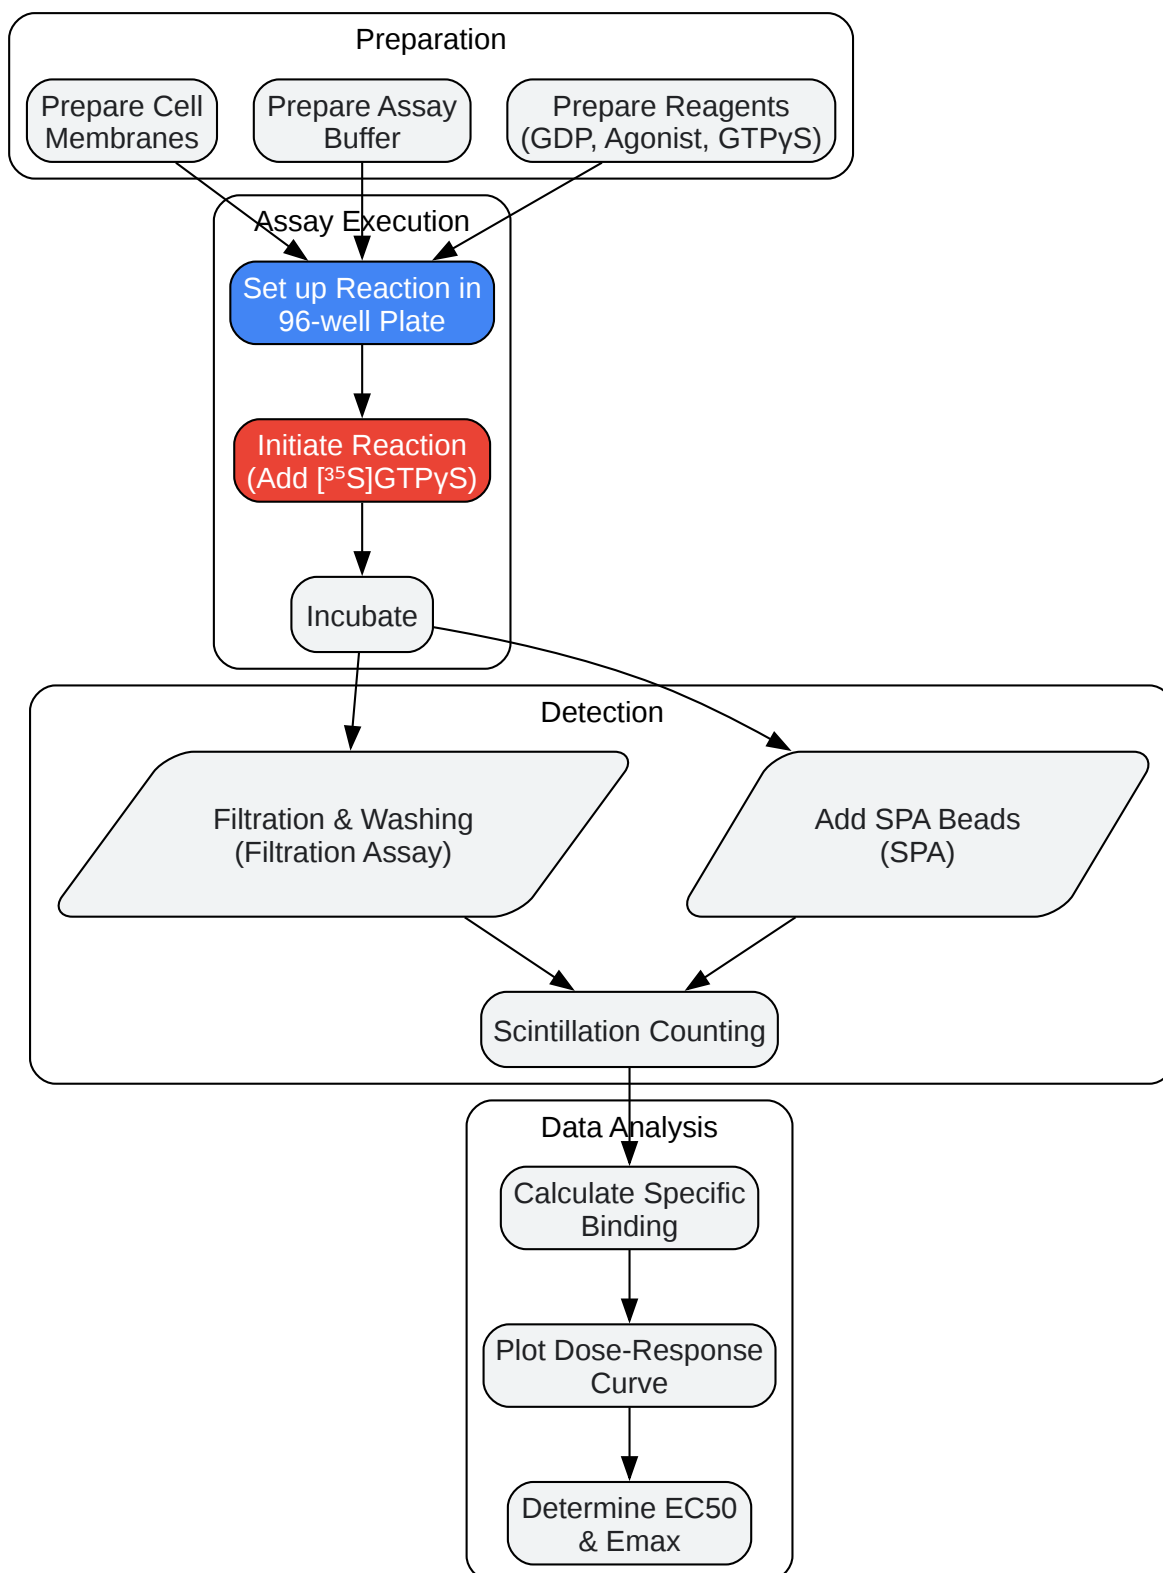 Preparation
Prepare Cell
Membranes
Prepare Assay
Buffer
Prepare Reagents
(GDP, Agonist, GTPγS)
Assay Execution
Set up Reaction in
96-well Plate
Initiate Reaction
(Add [³⁵S]GTPγS)
Incubate
Detection
Filtration & Washing
(Filtration Assay)
Add SPA Beads
(SPA)
Scintillation Counting
Data Analysis
Calculate Specific
Binding
Plot Dose-Response
Curve
Determine EC50
& Emax